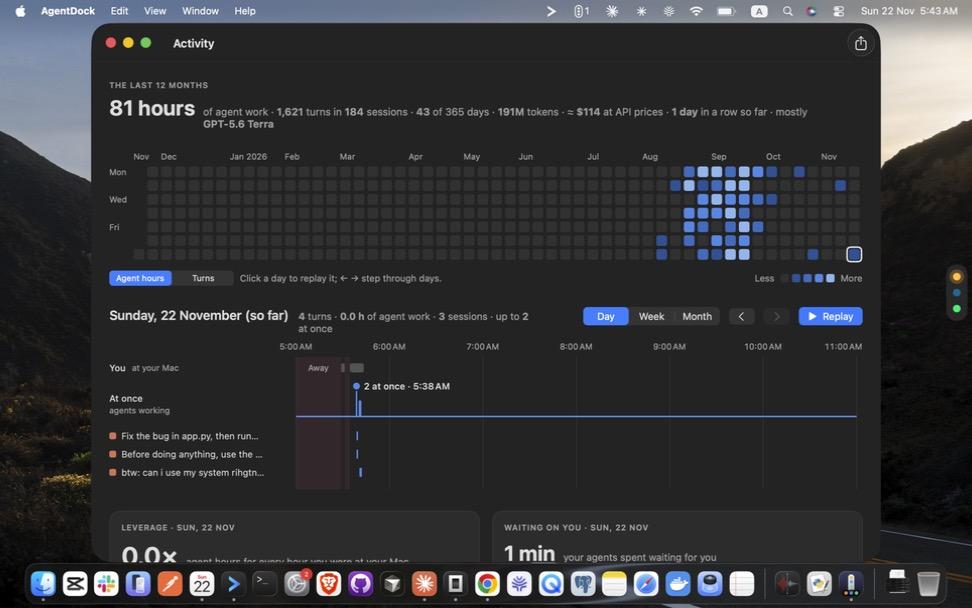 AgentDock Edit View Window Help
1 A Sun 22 Nov 5:43 AM
Activity
THE LAST 12 MONTHS
81 hours of agent work · 1,621 turns in 184 sessions · 43 of 365 days · 191M tokens · ≈ $114 at API prices · 1 day in a row so far · mostly
GPT-5.6 Terra
Nov Dec Jan 2026 Feb Mar Apr May Jun Jul Aug Sep Oct Nov
Mon
Wed
Fri
Agent hours Turns Click a day to replay it; ← → step through days. Less More
Sunday, 22 November (so far) 4 turns · 0.0 h of agent work · 3 sessions · up to 2
at once
Day Week Month Replay
5:00 AM 6:00 AM 7:00 AM 8:00 AM 9:00 AM 10:00 AM 11:00 AM
You at your Mac Away
2 at once · 5:38 AM
At once
agents working
Fix the bug in app.py, then run...
Before doing anything, use the ...
btw: can i use my system rihgtn...
LEVERAGE · SUN, 22 NOV WAITING ON YOU · SUN, 22 NOV
0.0× agent hours for every hour you were at your Mac
1 min your agents spent waiting for you
Sun
22
2